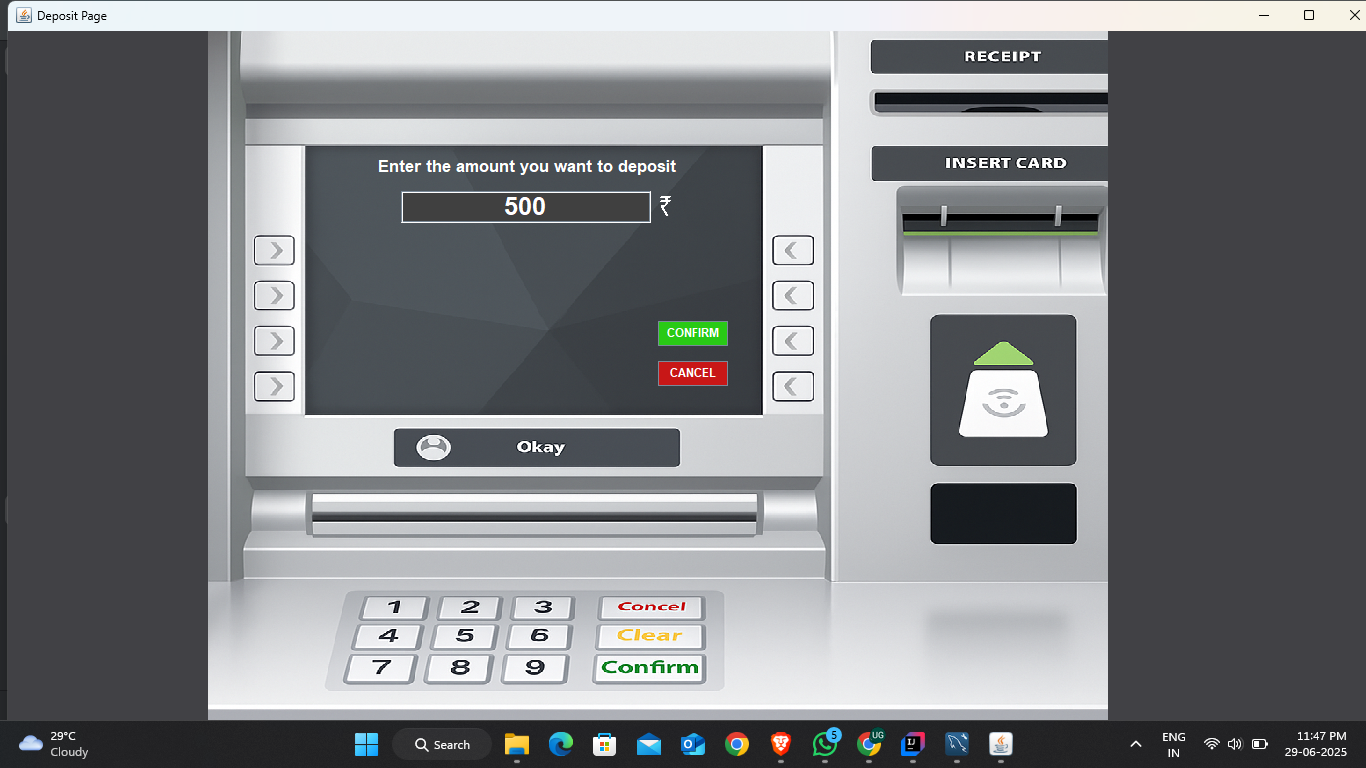 Deposit Page
RECEIPT
INSERT CARD
Enter the amount you want to deposit
500 ₹
CONFIRM
CANCEL
Okay
1 2 3 Concel
4 5 6 Clear
7 8 9 Confirm
29°C
Cloudy
Search
5
UG
IJ
ENG
IN
11:47 PM
29-06-2025